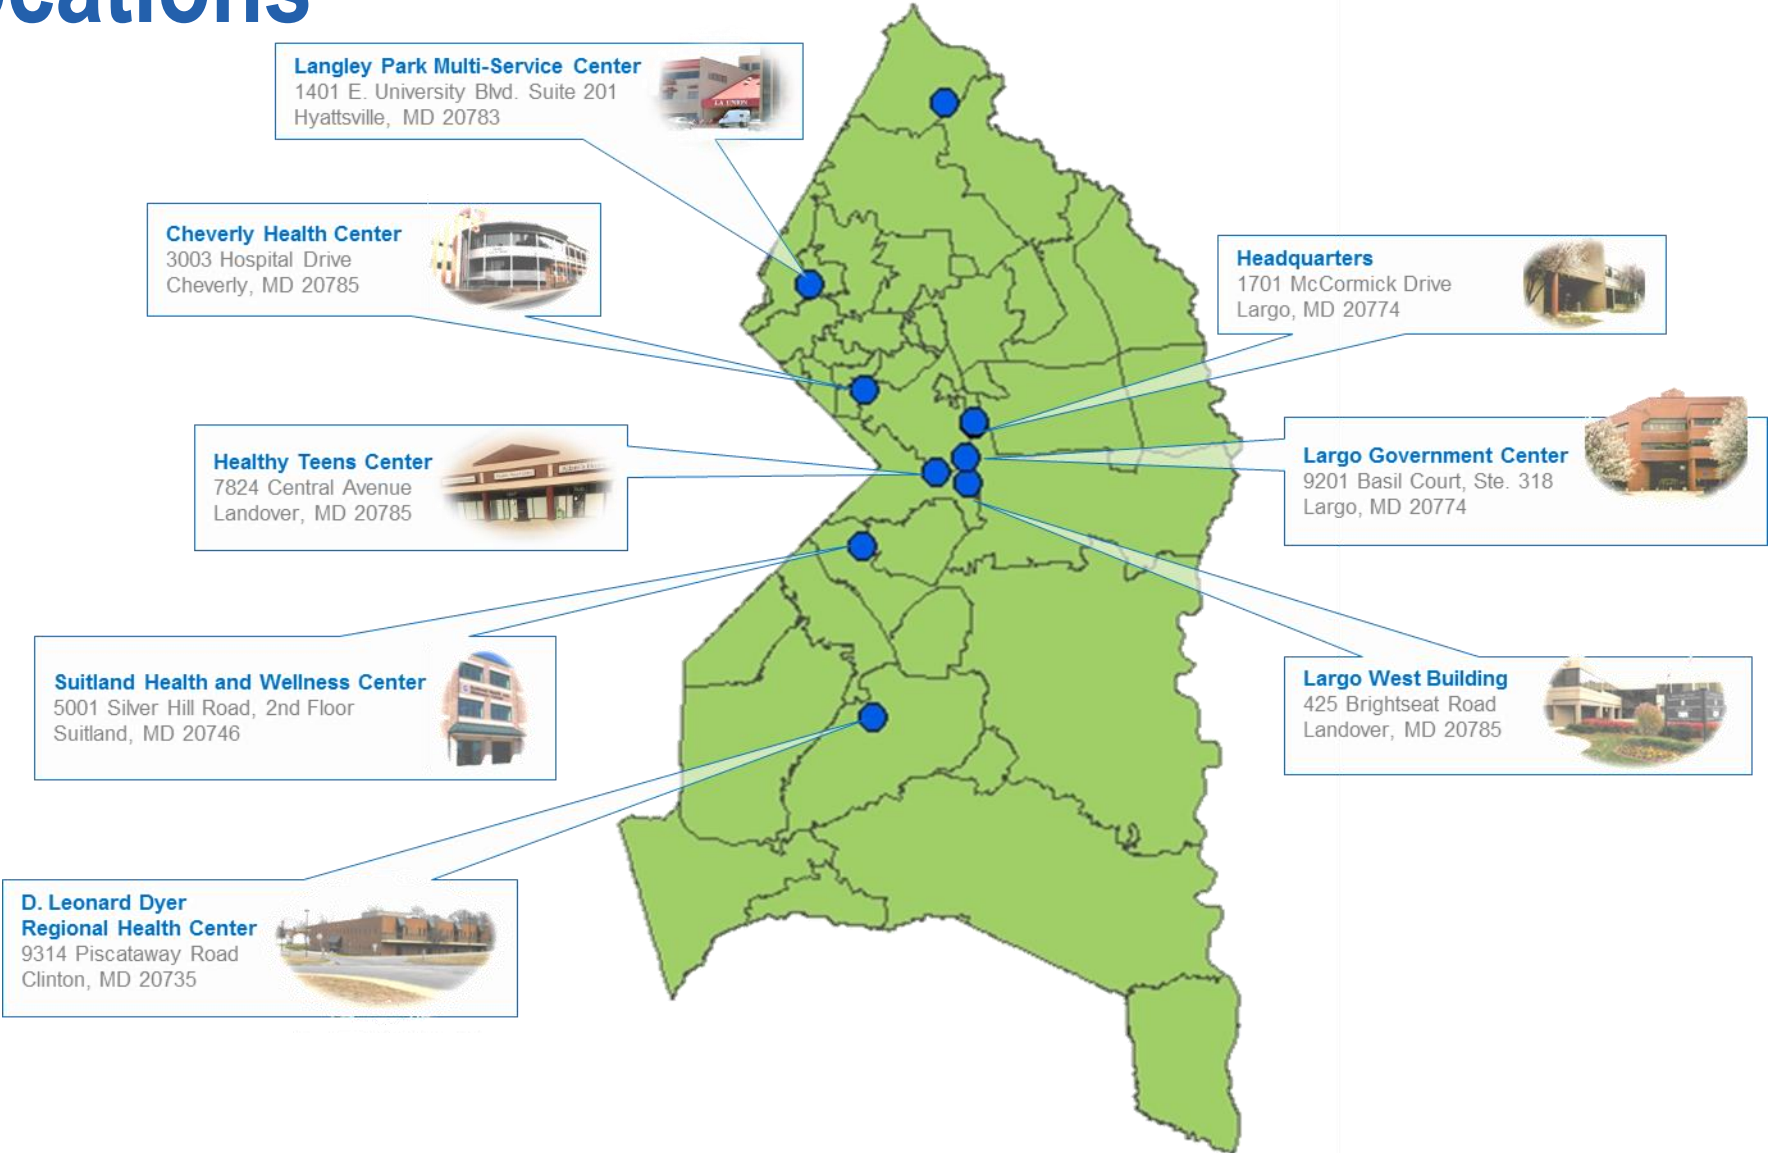 Langley Park Multi-Service Center
1401 E. University Blvd. Suite 201
Hyattsville, MD 20783
LA UNION
Cheverly Health Center
3003 Hospital Drive
Cheverly, MD 20785
Headquarters
1701 McCormick Drive
Largo, MD 20774
Healthy Teens Center
7824 Central Avenue
Landover, MD 20785
Largo Government Center
9201 Basil Court, Ste. 318
Largo, MD 20774
Suitland Health and Wellness Center
5001 Silver Hill Road, 2nd Floor
Suitland, MD 20746
Largo West Building
425 Brightseat Road
Landover, MD 20785
D. Leonard Dyer
Regional Health Center
9314 Piscataway Road
Clinton, MD 20735